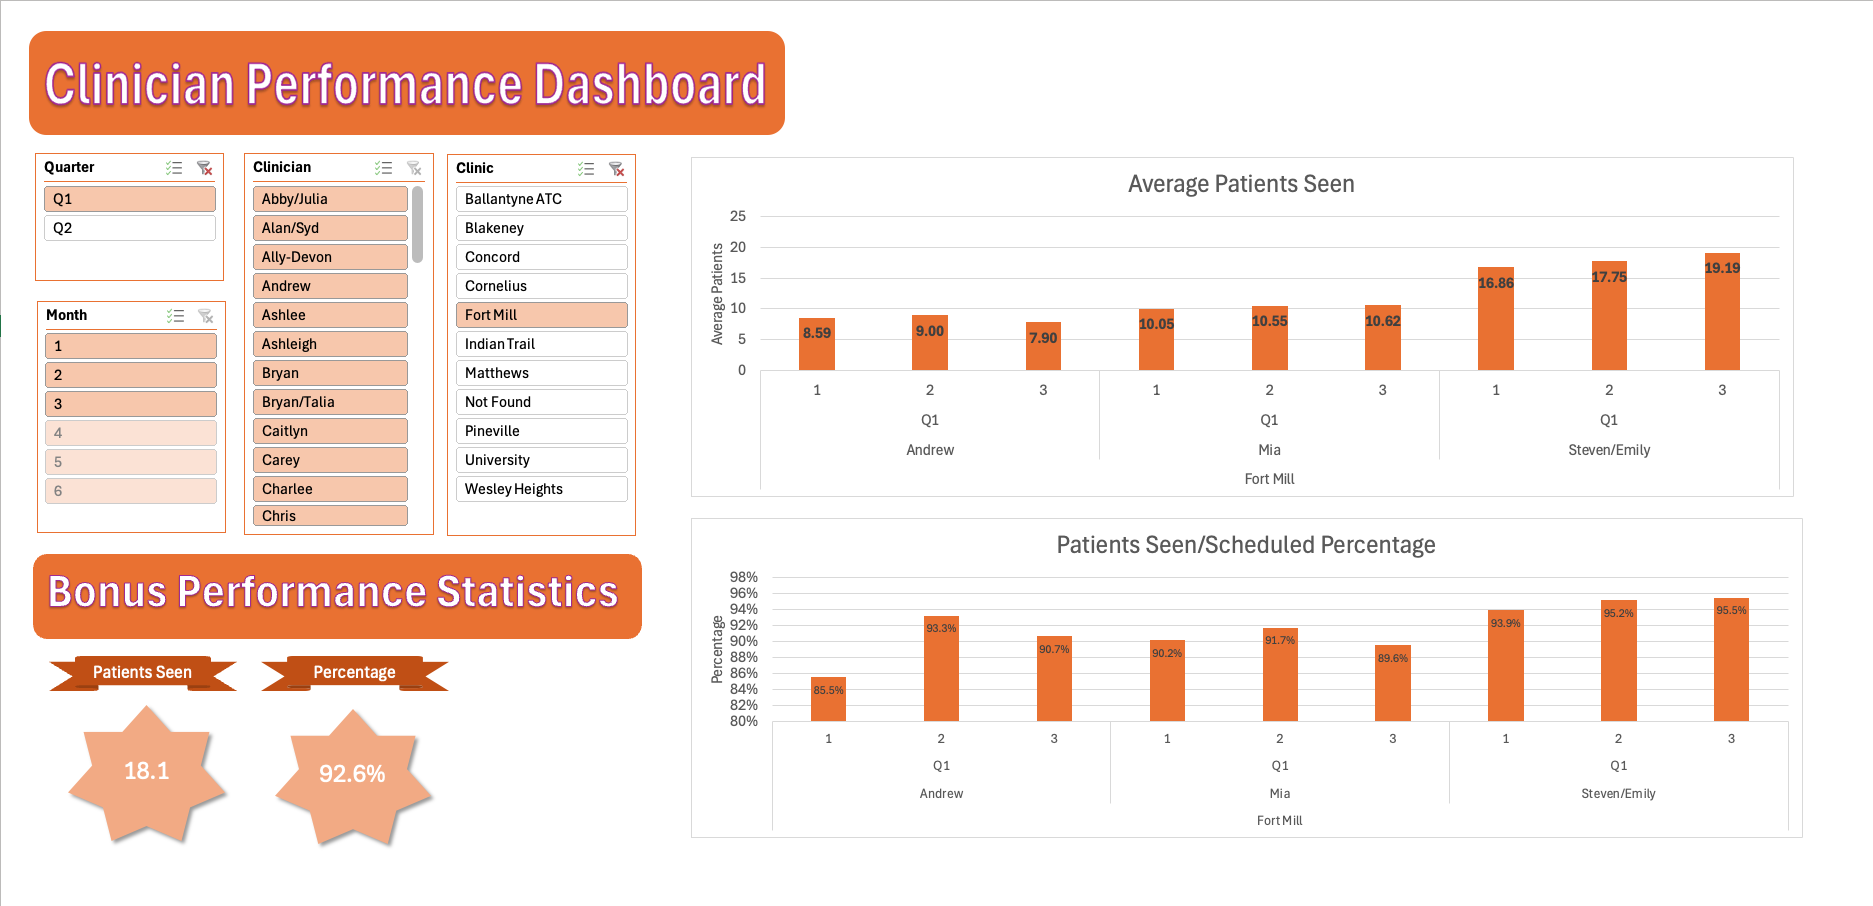 Clinician Performance Dashboard
Quarter
Q1
Q2
Month
1
2
3
4
5
6
Clinician
Abby/Julia
Alan/Syd
Ally-Devon
Andrew
Ashlee
Ashleigh
Bryan
Bryan/Talia
Caitlyn
Carey
Charlee
Chris
Clinic
Ballantyne ATC
Blakeney
Concord
Cornelius
Fort Mill
Indian Trail
Matthews
Not Found
Pineville
University
Wesley Heights
Bonus Performance Statistics
Patients Seen
Percentage
18.1
92.6%
Average Patients Seen
Average Patients
25
20
15
10
5
0
8.59
9.00
7.90
10.05
10.55
10.62
16.86
17.75
19.19
1 2 3 1 2 3 1 2 3
Q1 Q1 Q1
Andrew Mia Steven/Emily
Fort Mill
Patients Seen/Scheduled Percentage
Percentage
98%
96%
94%
92%
90%
88%
86%
84%
82%
80%
85.5%
93.3%
90.7%
90.2%
91.7%
89.6%
93.9%
95.2%
95.5%
1 2 3 1 2 3 1 2 3
Q1 Q1 Q1
Andrew Mia Steven/Emily
Fort Mill